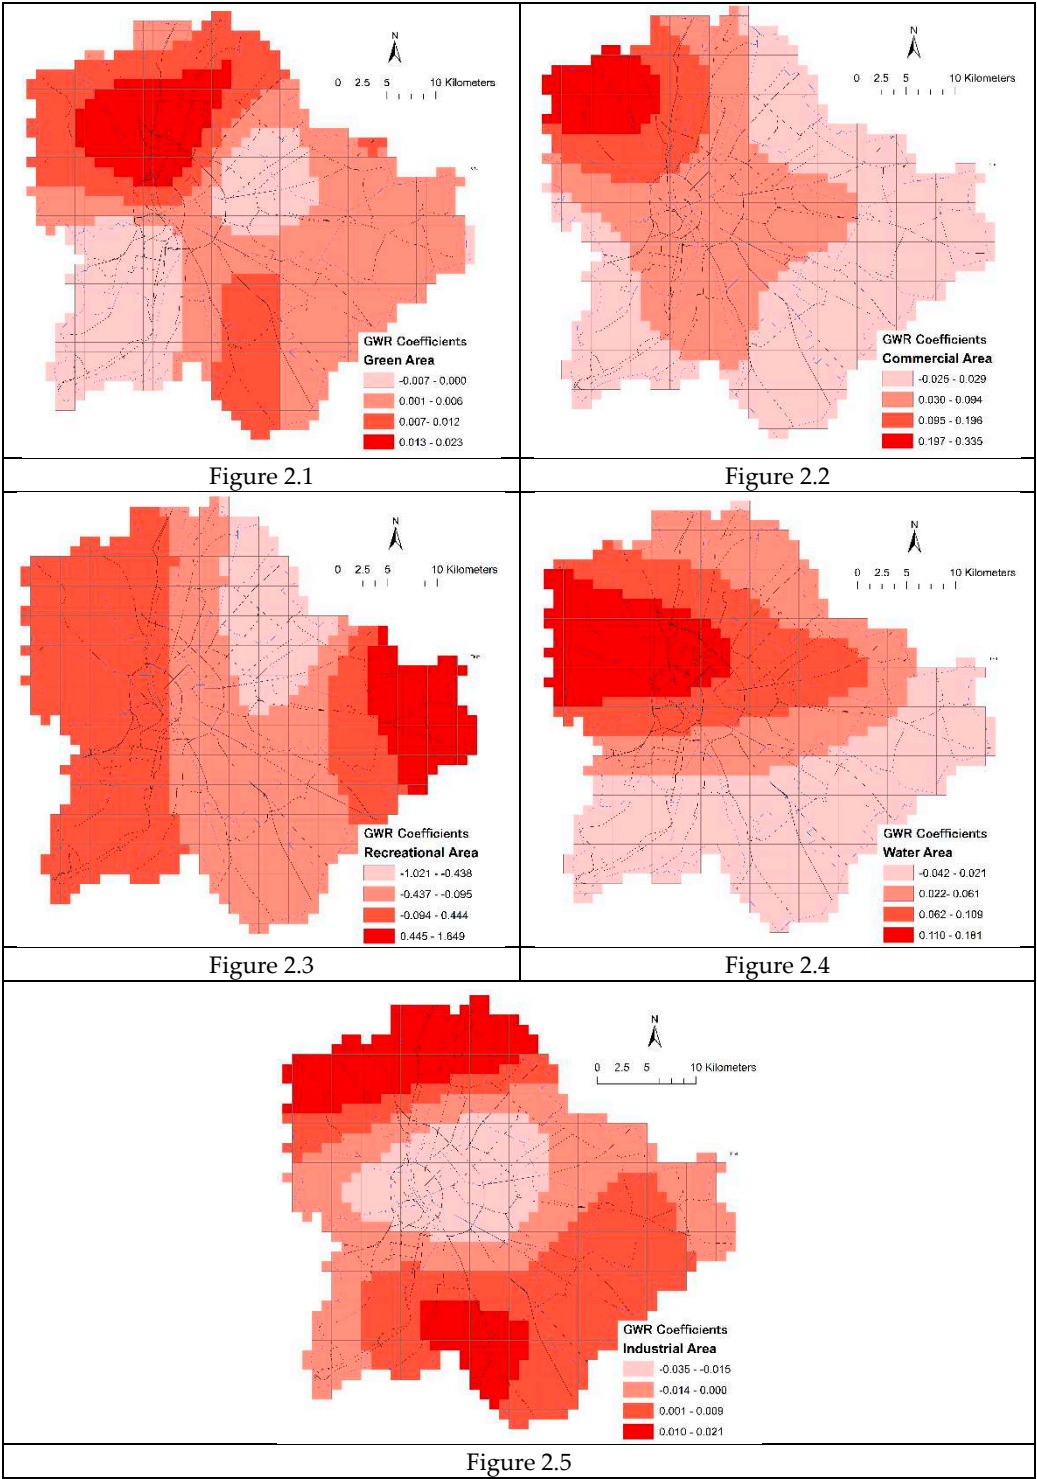 N
0 2.5 5 10 Kilometers
GWR Coefficients
Green Area
-0.007 - 0.000
0.001 - 0.006
0.007- 0.012
0.013 - 0.023
Figure 2.1
N
0 2.5 5 10 Kilometers
GWR Coefficients
Commercial Area
-0.025 - 0.029
0.030 - 0.094
0.095 - 0.196
0.197 - 0.335
Figure 2.2
N
0 2.5 5 10 Kilometers
GWR Coefficients
Recreational Area
-1.021 - -0.438
-0.437 - -0.095
-0.094 - 0.444
0.445 - 1.649
Figure 2.3
N
0 2.5 5 10 Kilometers
GWR Coefficients
Water Area
-0.042 - 0.021
0.022- 0.061
0.062 - 0.109
0.110 - 0.181
Figure 2.4
N
0 2.5 5 10 Kilometers
GWR Coefficients
Industrial Area
-0.035 - -0.015
-0.014 - 0.000
0.001 - 0.009
0.010 - 0.021
Figure 2.5